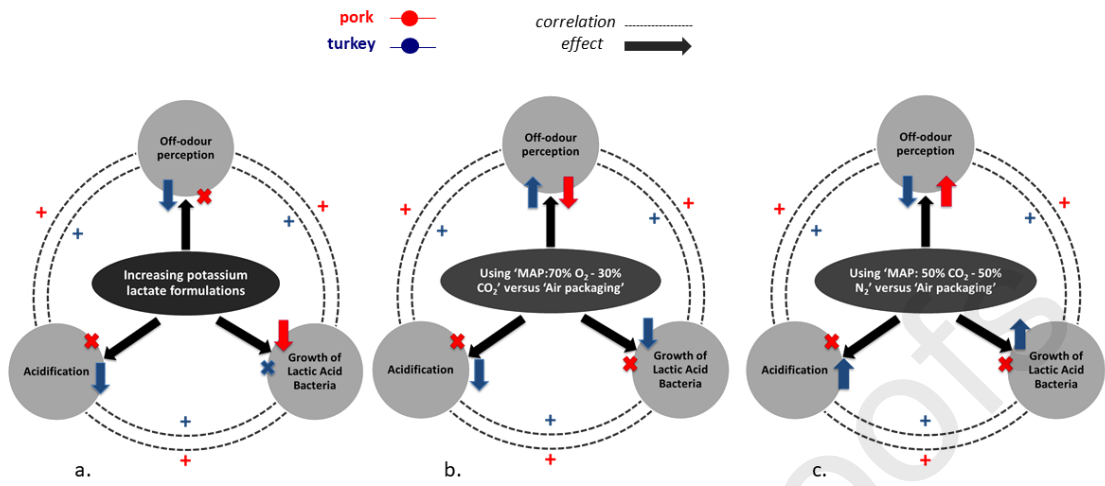 pork
turkey
correlation
effect
Off-odour
perception
+
+
+
+
Increasing potassium
lactate formulations
Acidification
Growth of
Lactic Acid
Bacteria
+
+
a.
Off-odour
perception
+
+
+
+
Using ‘MAP:70% O₂ - 30%
CO₂’ versus ‘Air packaging’
Acidification
Growth of
Lactic Acid
Bacteria
+
+
b.
Off-odour
perception
+
+
+
+
Using ‘MAP: 50% CO₂ - 50%
N₂’ versus ‘Air packaging’
Acidification
Growth of
Lactic Acid
Bacteria
+
+
c.
oofs